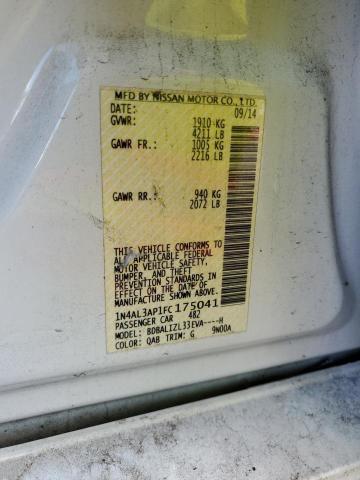 MFD BY NISSAN MOTOR CO., LTD.
DATE: 09/14
GVWR: 1910 KG
4211 LB
GAWR FR: 1005 KG
2216 LB
GAWR RR: 940 KG
2072 LB
THIS VEHICLE CONFORMS TO
ALL APPLICABLE FEDERAL
MOTOR VEHICLE SAFETY,
BUMPER, AND THEFT
PREVENTION STANDARDS IN
EFFECT ON THE DATE OF
MANUFACTURE SHOWN ABOVE.
1N4AL3AP1FC 175041
PASSENGER CAR 482
MODEL: BDBALIZL33EVA----H
COLOR: QAB TRIM: G 9N00A